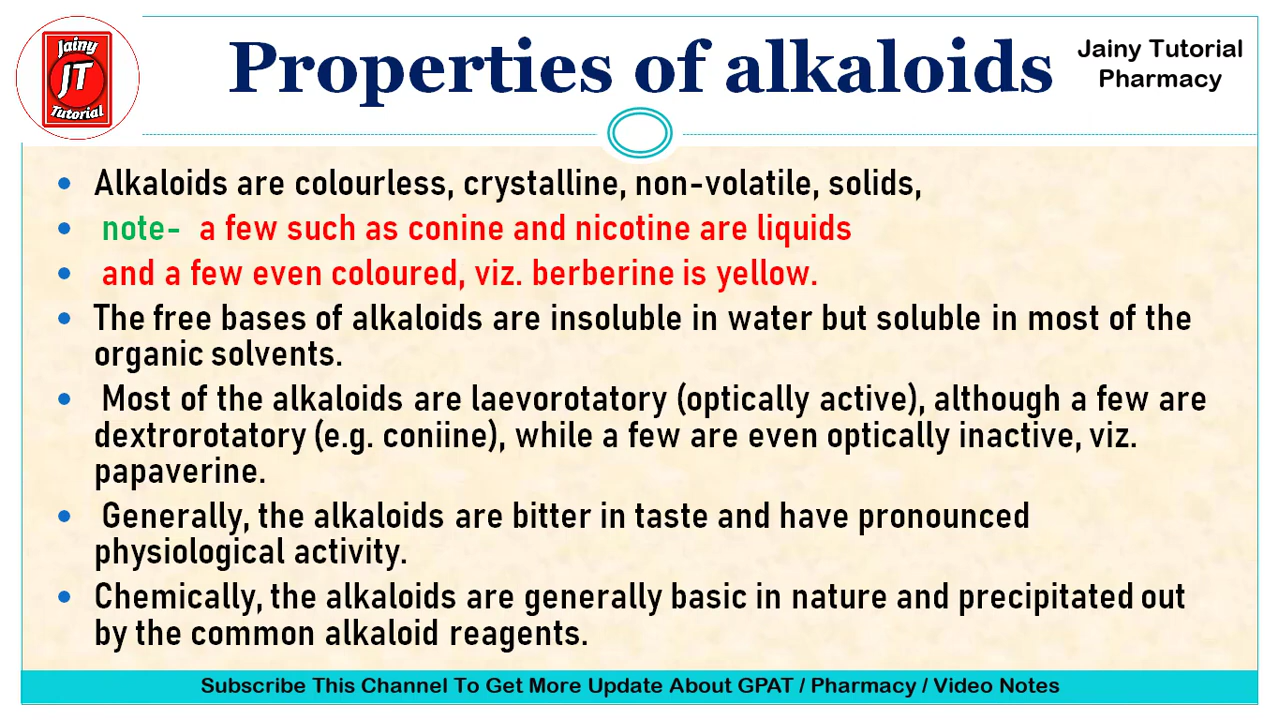 Jainy
JT
Tutorial
Properties of alkaloids
Jainy Tutorial
Pharmacy
• Alkaloids are colourless, crystalline, non-volatile, solids,
• note- a few such as conine and nicotine are liquids
• and a few even coloured, viz. berberine is yellow.
• The free bases of alkaloids are insoluble in water but soluble in most of the
organic solvents.
• Most of the alkaloids are laevorotatory (optically active), although a few are
dextrorotatory (e.g. coniine), while a few are even optically inactive, viz.
papaverine.
• Generally, the alkaloids are bitter in taste and have pronounced
physiological activity.
• Chemically, the alkaloids are generally basic in nature and precipitated out
by the common alkaloid reagents.
Subscribe This Channel To Get More Update About GPAT / Pharmacy / Video Notes